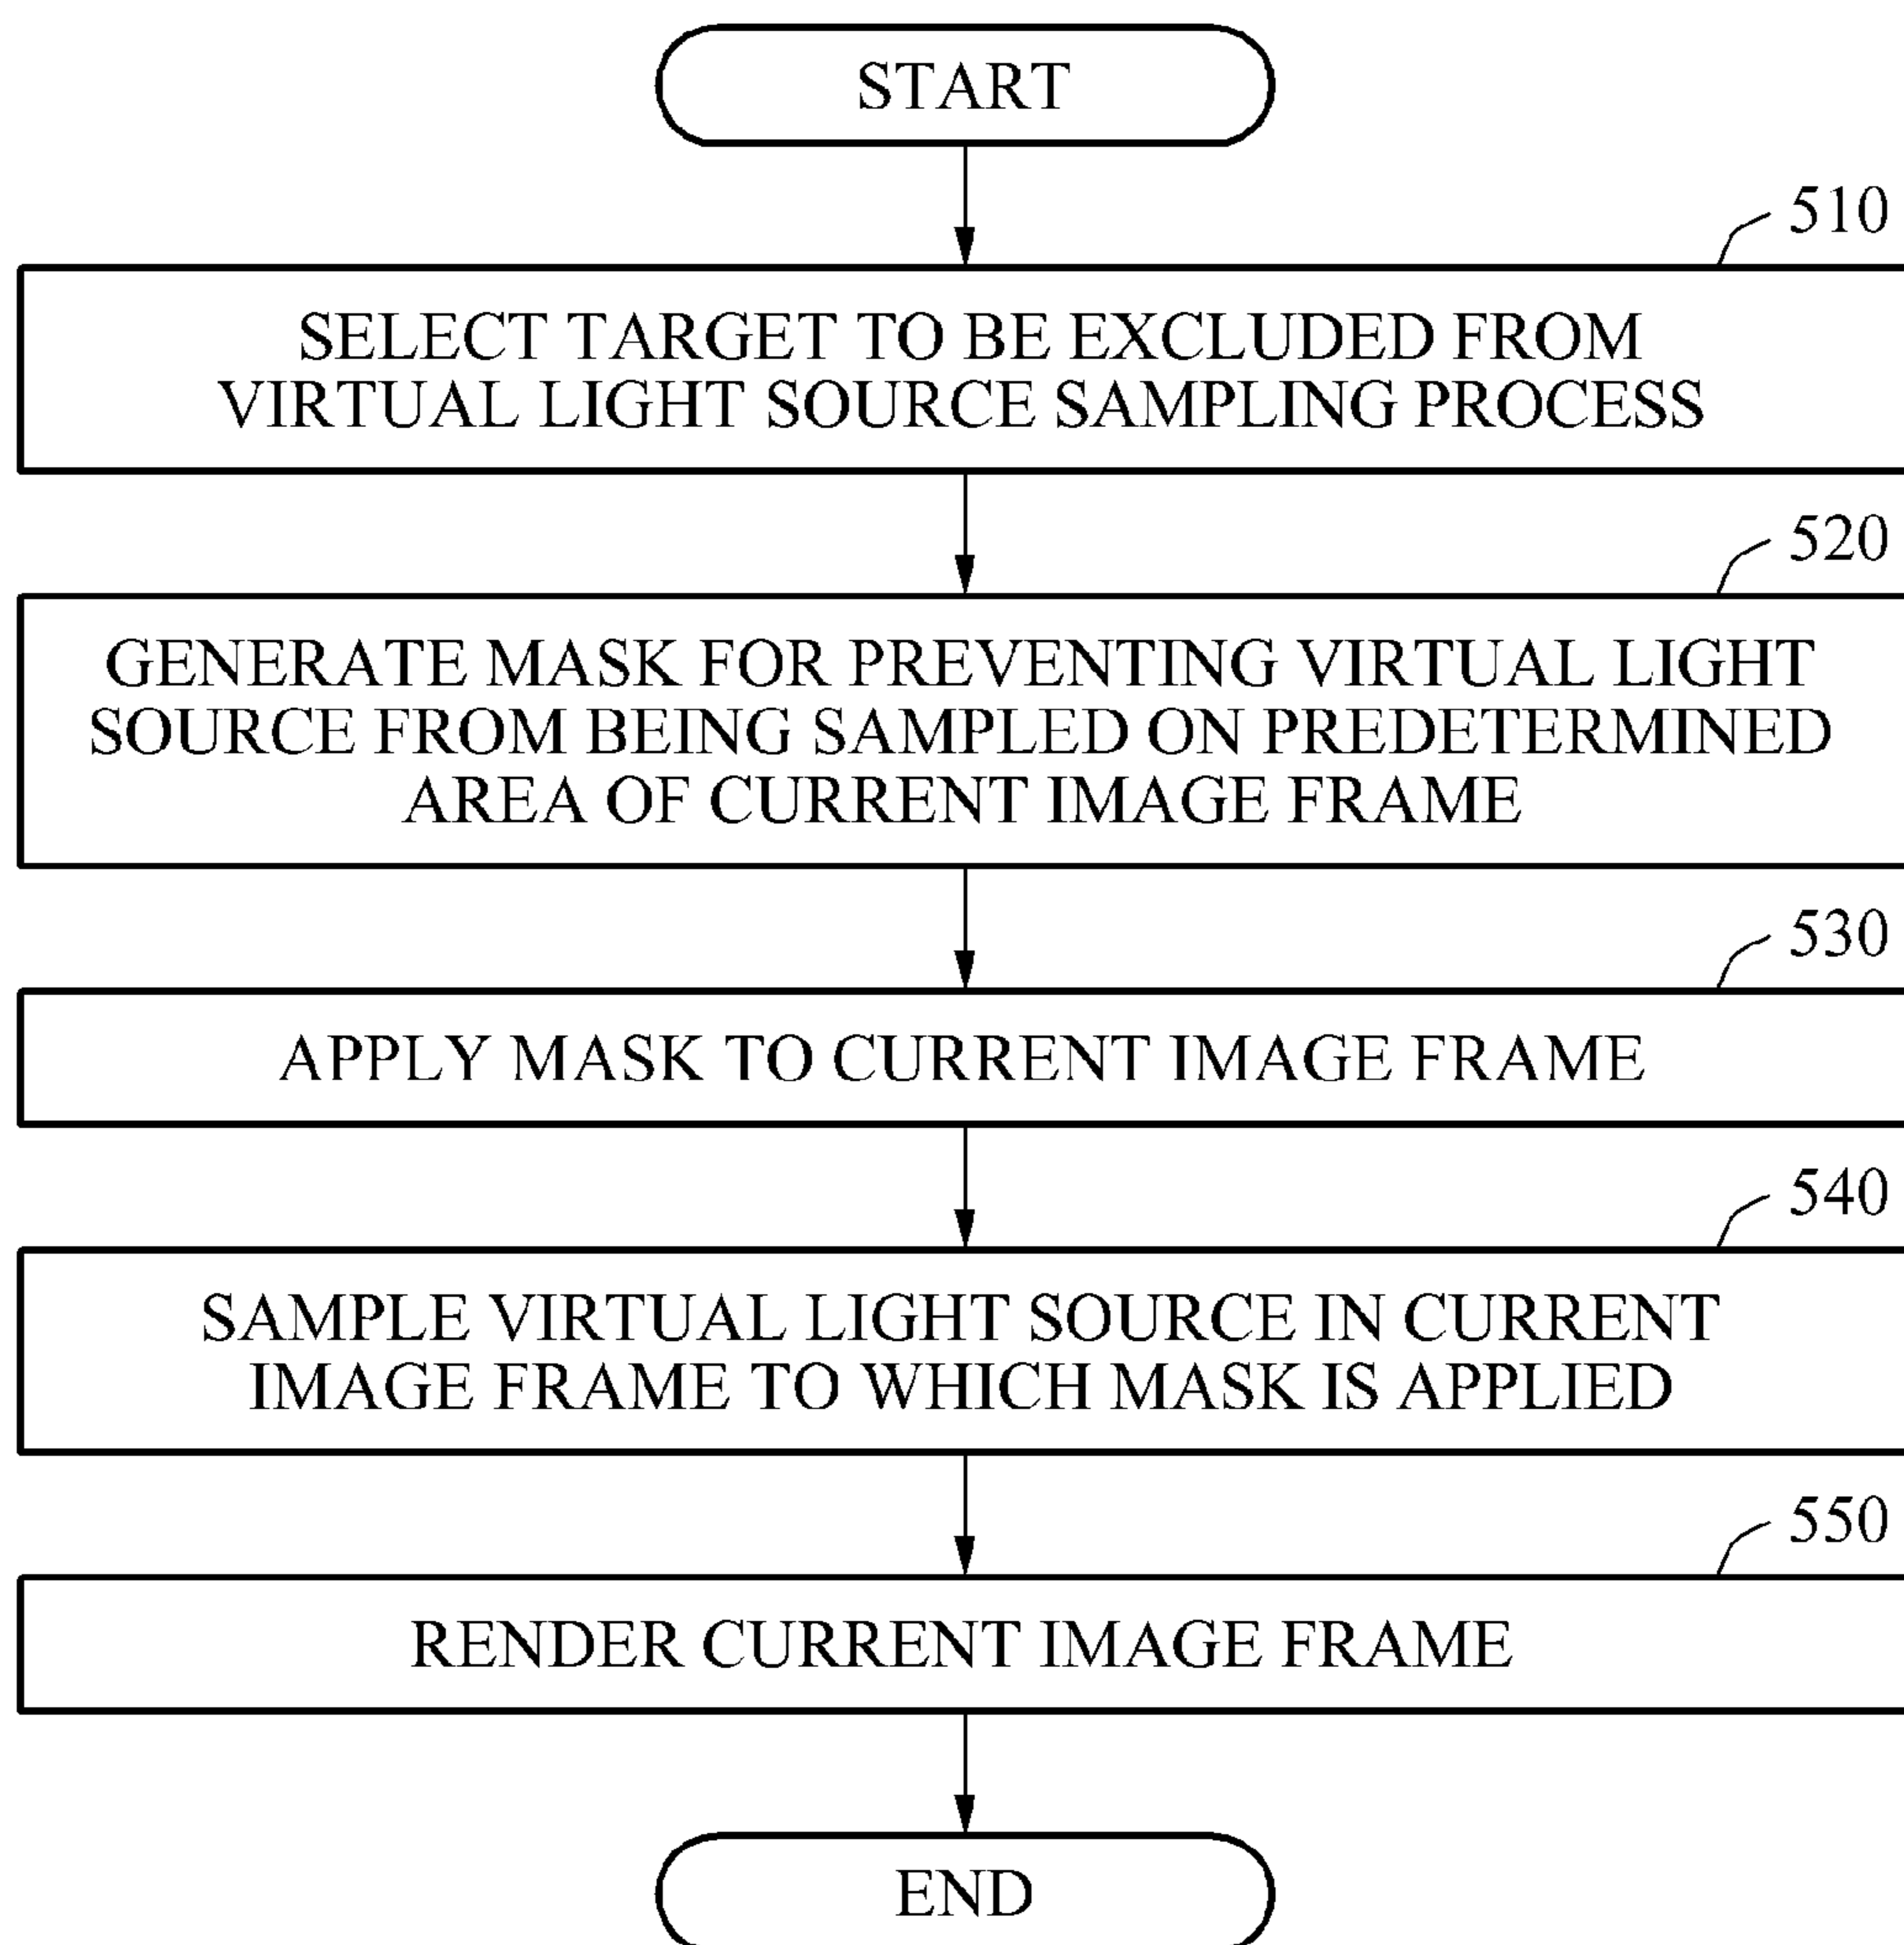 START
510
SELECT TARGET TO BE EXCLUDED FROM
VIRTUAL LIGHT SOURCE SAMPLING PROCESS
520
GENERATE MASK FOR PREVENTING VIRTUAL LIGHT
SOURCE FROM BEING SAMPLED ON PREDETERMINED
AREA OF CURRENT IMAGE FRAME
530
APPLY MASK TO CURRENT IMAGE FRAME
540
SAMPLE VIRTUAL LIGHT SOURCE IN CURRENT
IMAGE FRAME TO WHICH MASK IS APPLIED
550
RENDER CURRENT IMAGE FRAME
END